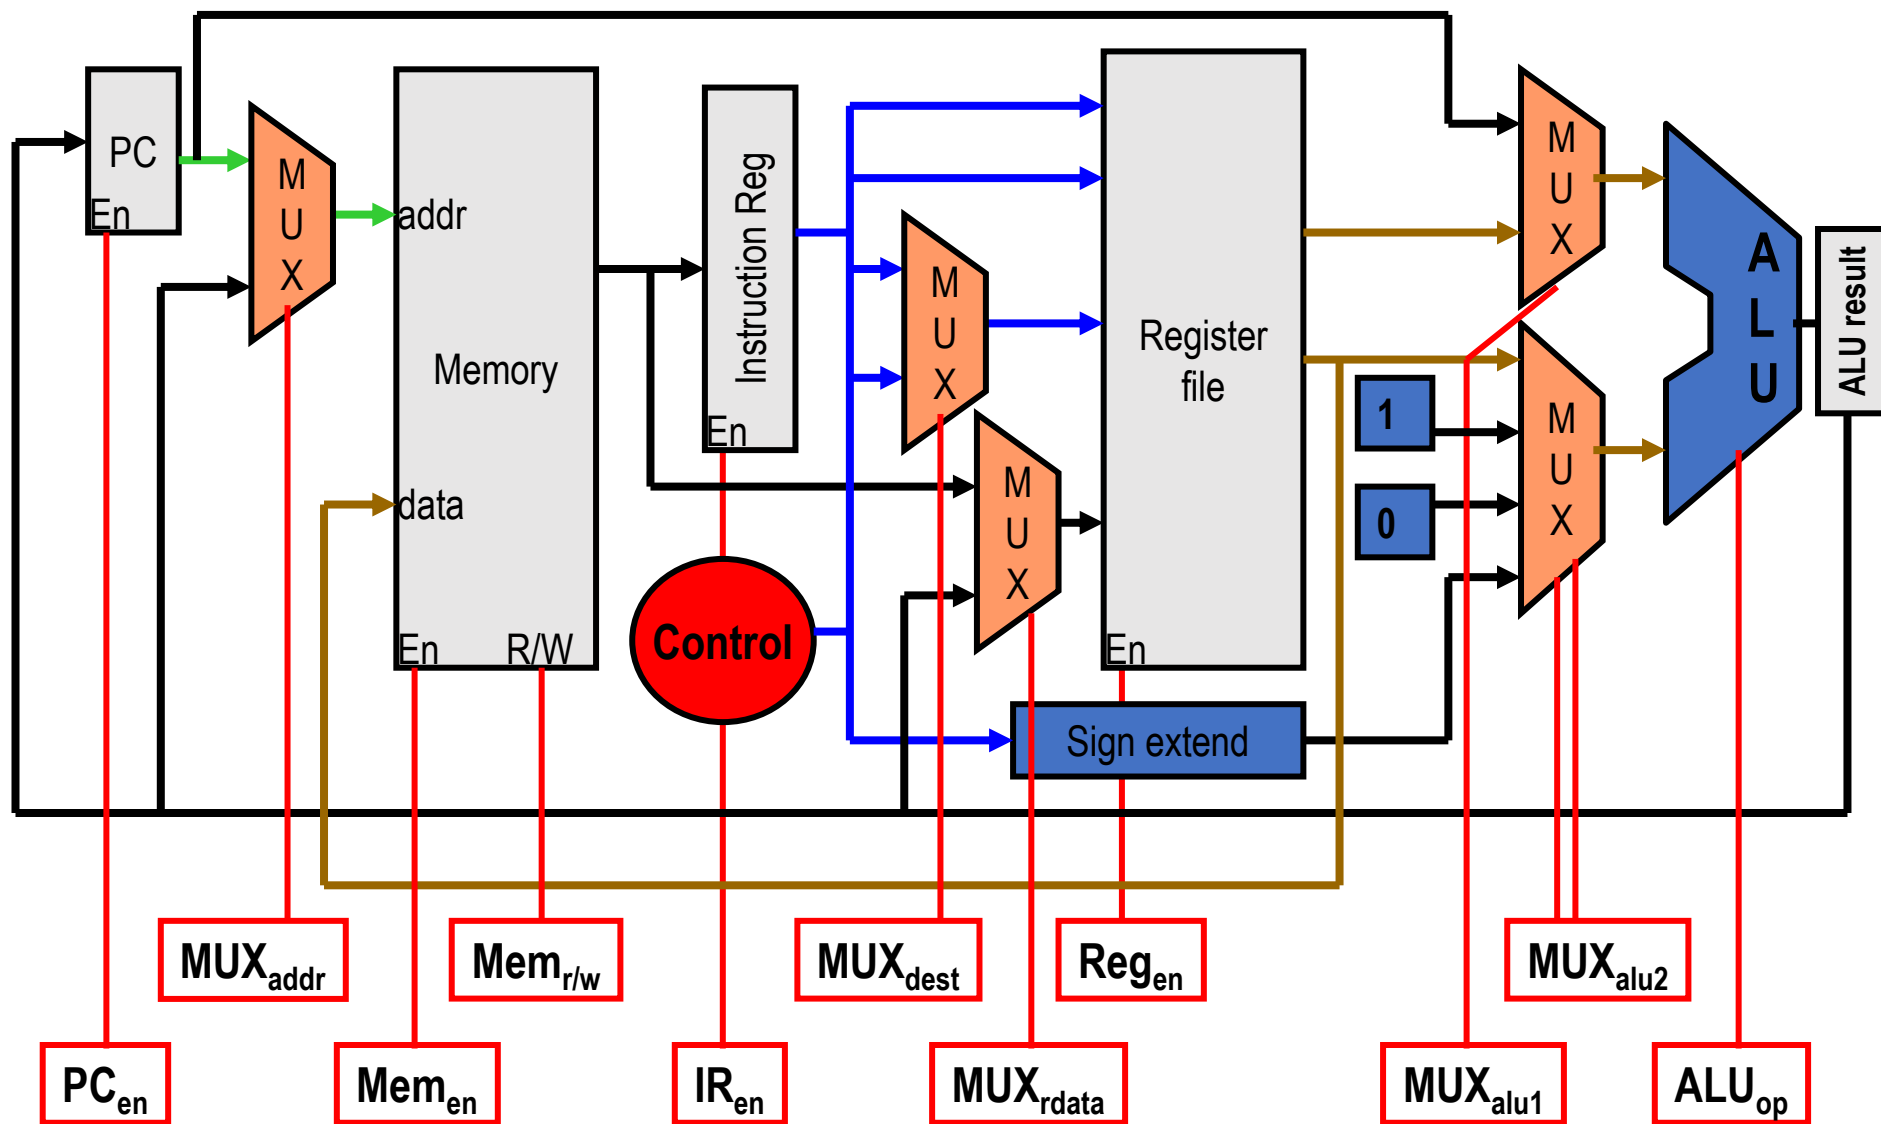 PC
En
M
U
X
addr
Memory
data
En
R/W
Instruction Reg
En
Control
M
U
X
M
U
X
Register
file
En
Sign extend
1
0
M
U
X
M
U
X
A
L
U
ALU result
MUXaddr
Memr/w
MUXdest
Regen
MUXalu2
PCen
Memen
IRen
MUXrdata
MUXalu1
ALUop